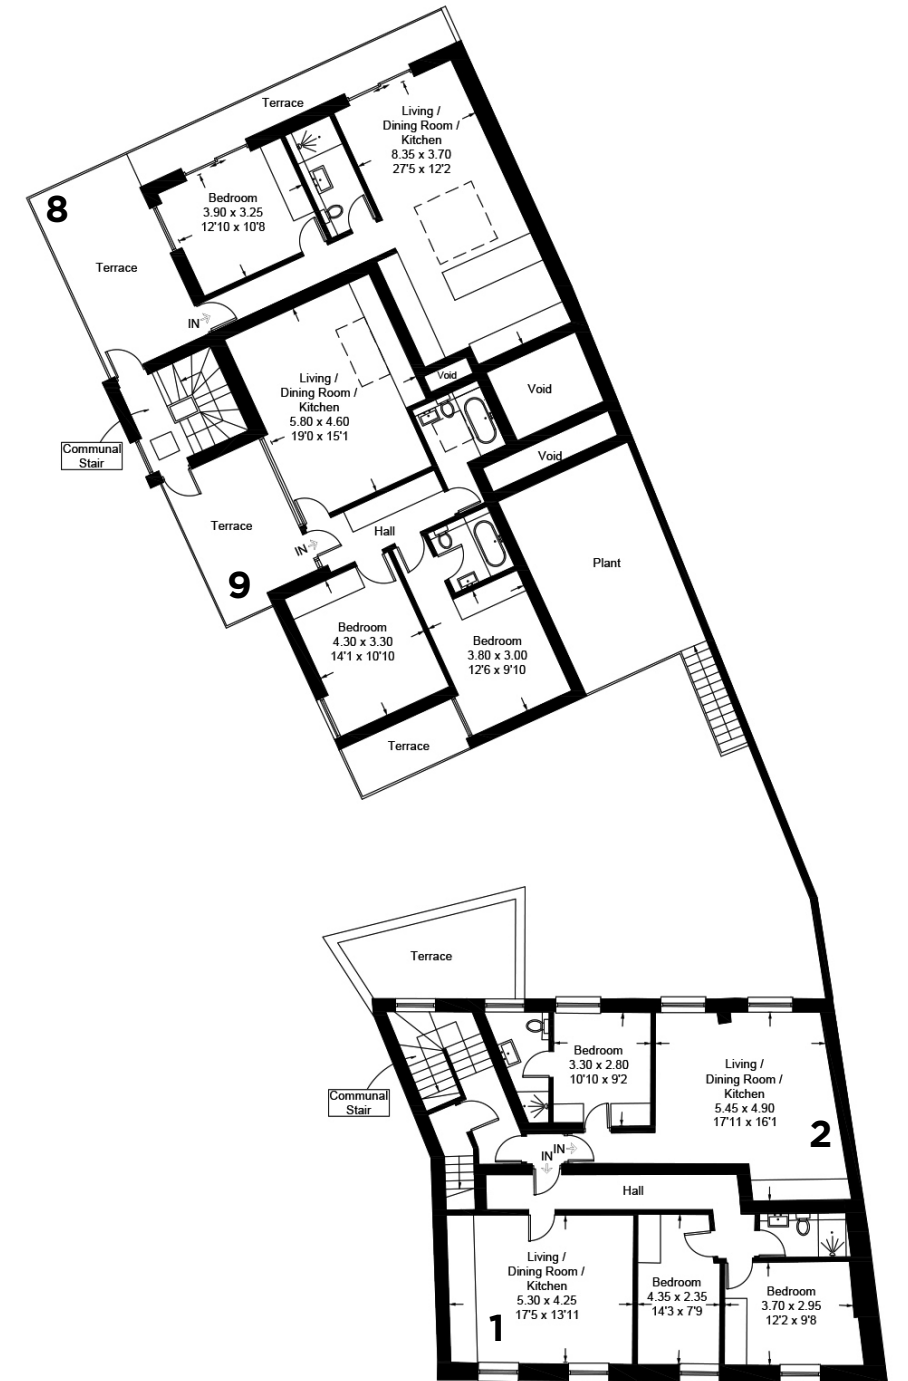 Terrace
Living /
Dining Room /
Kitchen
8.35 x 3.70
27'5 x 12'2
8
Bedroom
3.90 x 3.25
12'10 x 10'8
Terrace
IN
Void
Void
Living /
Dining Room /
Kitchen
5.80 x 4.60
19'0 x 15'1
Communal
Stair
Void
Terrace
Hall
IN
9
Plant
Bedroom
4.30 x 3.30
14'1 x 10'10
Bedroom
3.80 x 3.00
12'6 x 9'10
Terrace
Terrace
Bedroom
3.30 x 2.80
10'10 x 9'2
Living /
Dining Room /
Kitchen
5.45 x 4.90
17'11 x 16'1
2
Communal
Stair
IN
IN
Hall
Living /
Dining Room /
Kitchen
5.30 x 4.25
17'5 x 13'11
1
Bedroom
4.35 x 2.35
14'3 x 7'9
Bedroom
3.70 x 2.95
12'2 x 9'8